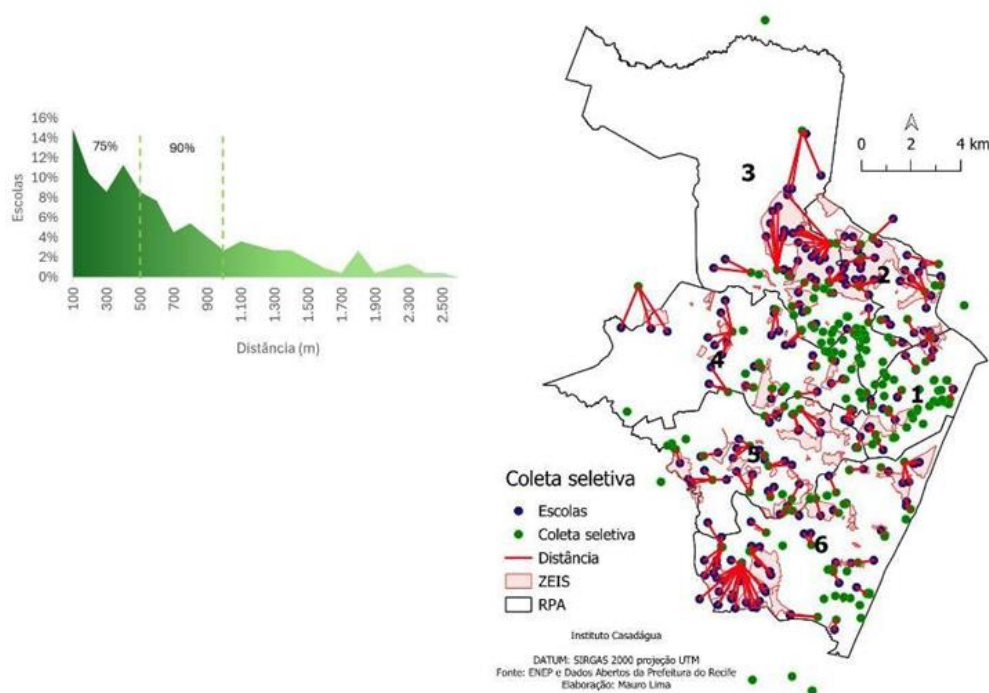 16%
14%
12%
10%
8%
6%
4%
2%
0%
Escolas
75%
90%
100
300
500
700
900
1.100
1.300
1.500
1.700
1.900
2.300
2.500
Distância (m)
0 2 4 km
3
2
4
1
5
6
Coleta seletiva
Escolas
Coleta seletiva
Distância
ZEIS
RPA
Instituto Casadágua
DATUM: SIRGAS 2000 projeção UTM
Fonte: ENEP e Dados Abertos da Prefeitura do Recife
Elaboração: Mauro Lima